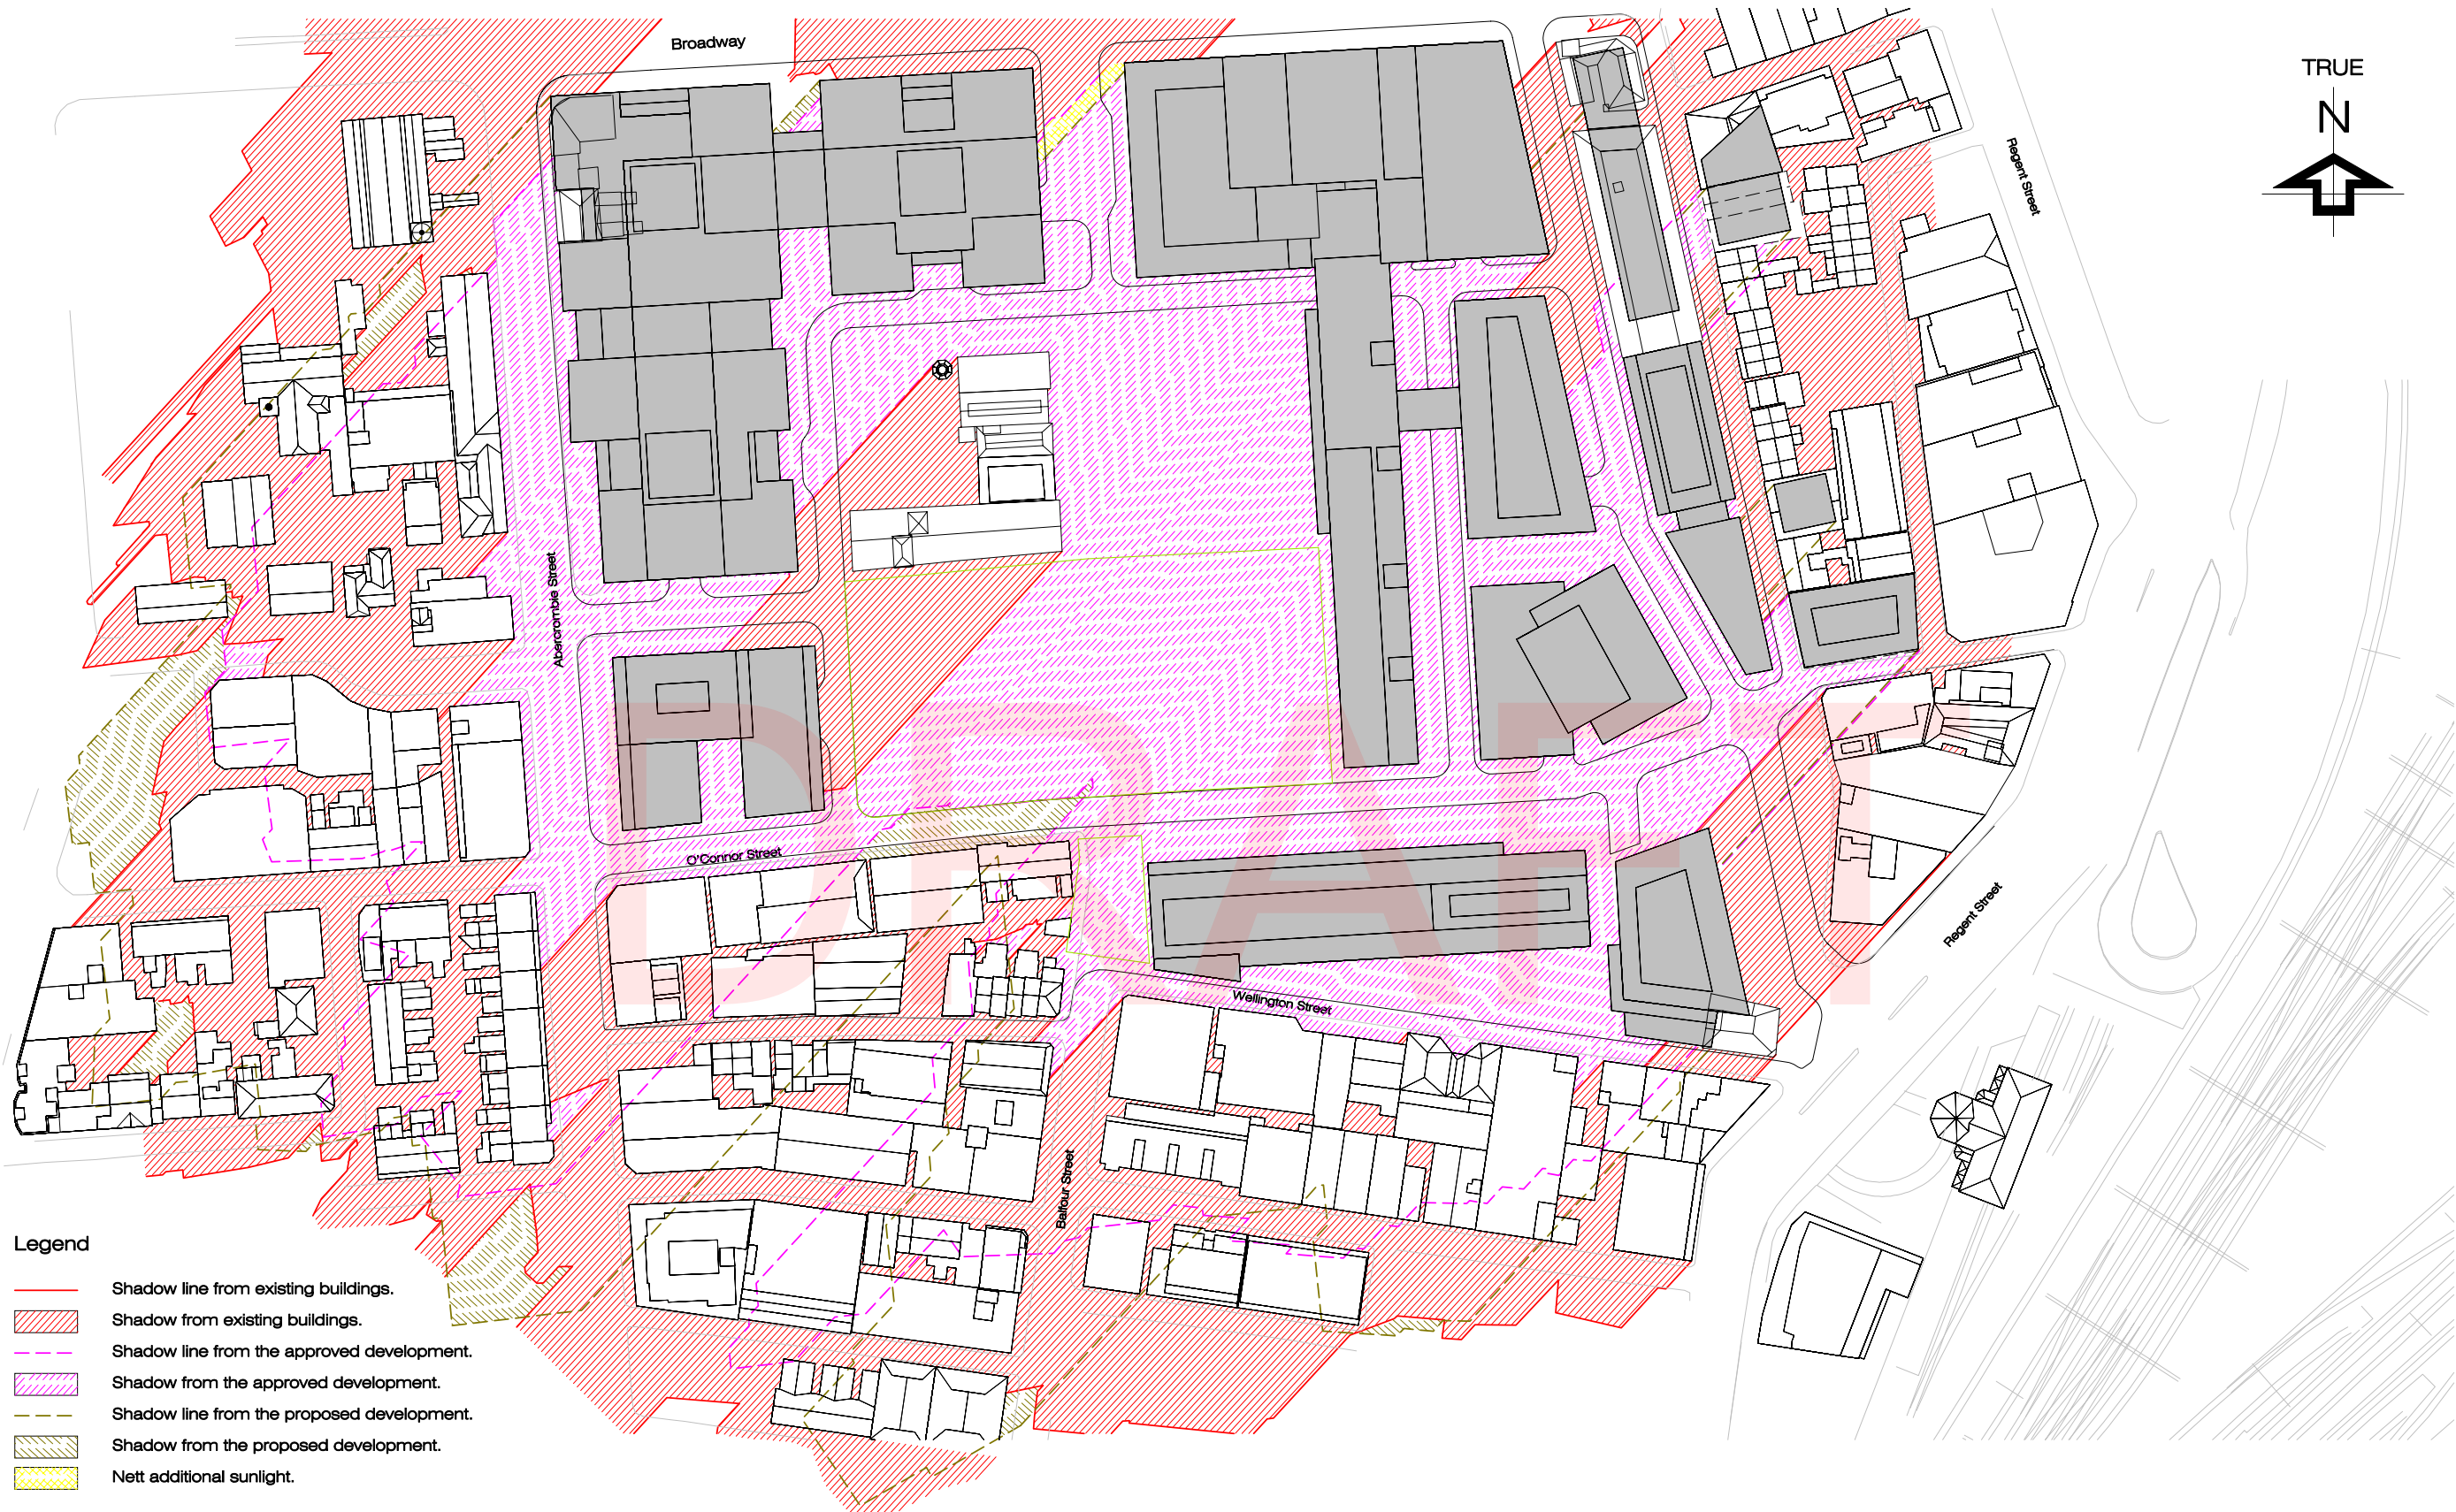 Broadway
TRUE
N
Regent Street
Abercrombie Street
DRAFT
O'Connor Street
Regent Street
Wellington Street
Balfour Street
Legend
Shadow line from existing buildings.
Shadow from existing buildings.
Shadow line from the approved development.
Shadow from the approved development.
Shadow line from the proposed development.
Shadow from the proposed development.
Nett additional sunlight.